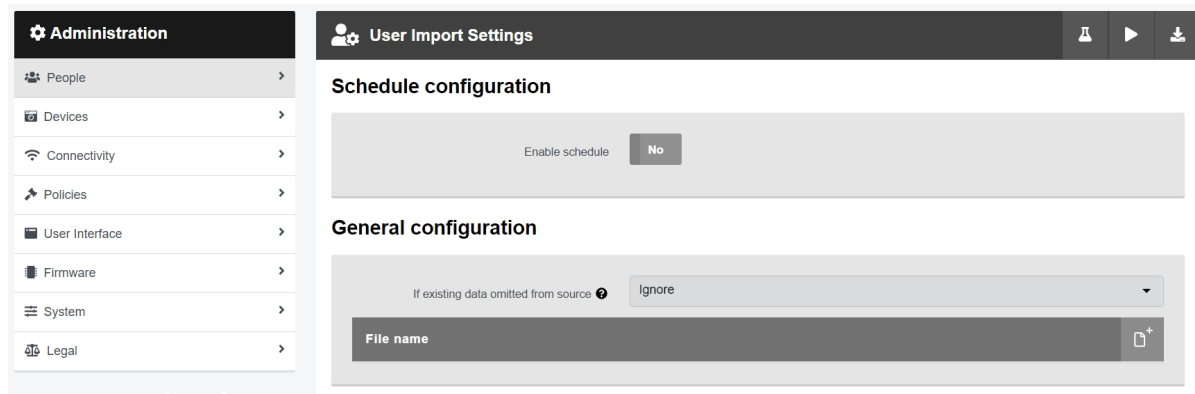 Administration
People
Devices
Connectivity
Policies
User Interface
Firmware
System
Legal
User Import Settings
Schedule configuration
Enable schedule No
General configuration
If existing data omitted from source Ignore
File name